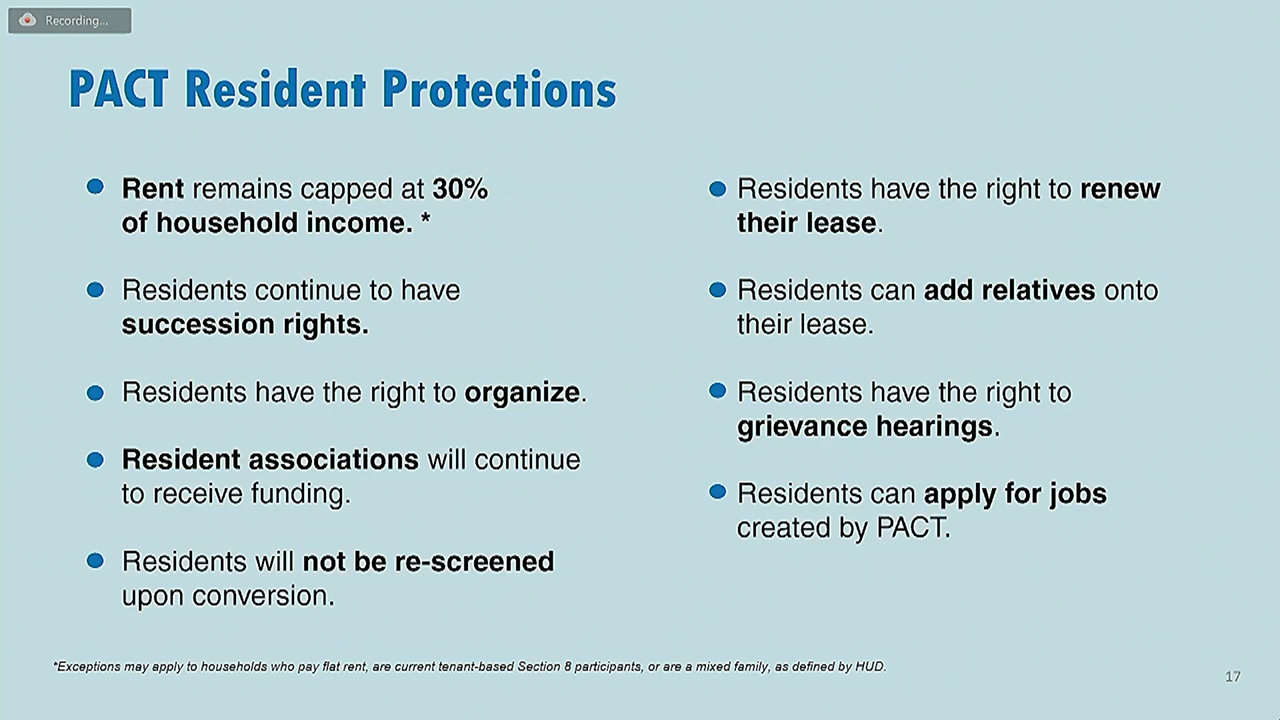 Recording...
PACT Resident Protections
Rent remains capped at 30%
of household income. *
Residents continue to have
succession rights.
Residents have the right to organize.
Resident associations will continue
to receive funding.
Residents will not be re-screened
upon conversion.
Residents have the right to renew
their lease.
Residents can add relatives onto
their lease.
Residents have the right to
grievance hearings.
Residents can apply for jobs
created by PACT.
*Exceptions may apply to households who pay flat rent, are current tenant-based Section 8 participants, or are a mixed family, as defined by HUD.
17